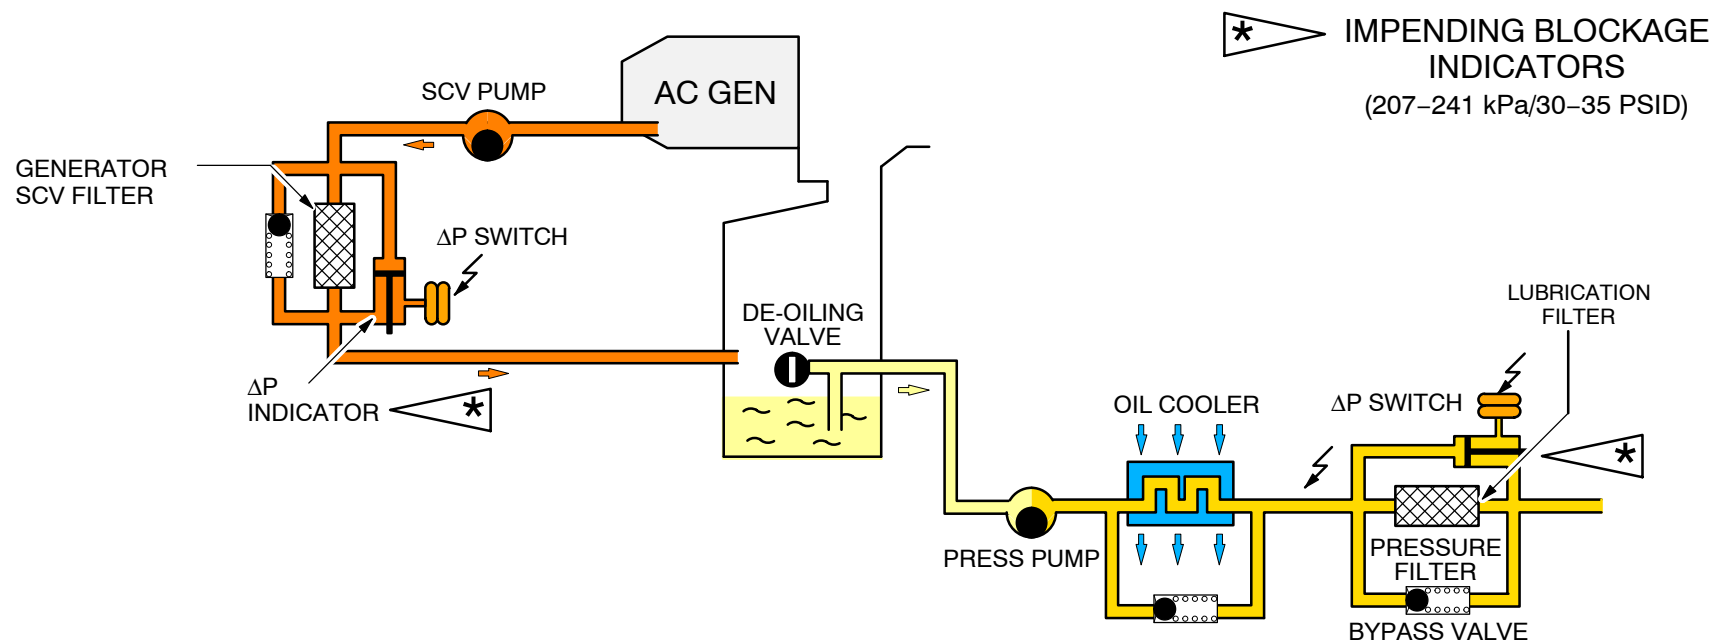 * IMPENDING BLOCKAGE
INDICATORS
(207–241 kPa/30–35 PSID)
SCV PUMP
AC GEN
GENERATOR
SCV FILTER
ΔP SWITCH
ΔP
INDICATOR *
DE-OILING
VALVE
OIL COOLER
PRESS PUMP
LUBRICATION
FILTER
ΔP SWITCH
*
PRESSURE
FILTER
BYPASS VALVE